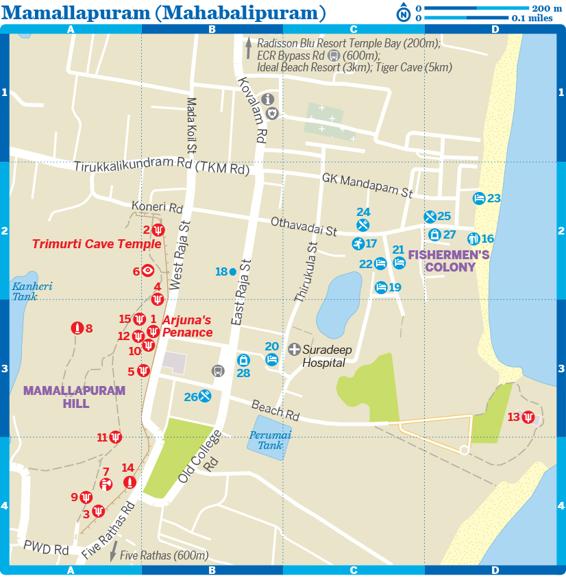 Mamallapuram (Mahabalipuram)
N
0 200 m
0 0.1 miles
A B C D
Radisson Blu Resort Temple Bay (200m);
ECR Bypass Rd (600m);
Ideal Beach Resort (3km); Tiger Cave (5km)
1
1
Kovalam Rd
Mada Koil St
Tirukkalikundram Rd (TKM Rd)
GK Mandapam St
23
Koneri Rd
24
25
2
Othavadai St
27
16
2
2
Trimurti Cave Temple
17
21
22
FISHERMEN'S
COLONY
West Raja St
6
18
Thirukula St
Kanheri
Tank
4
19
East Raja St
15
1
Arjuna's
Penance
8
12
10
20
Suradeep
Hospital
3
3
5
28
MAMALLAPURAM
HILL
26
Beach Rd
13
11
Perumai
Tank
Old College
Rd
7
14
9
3
4
4
Five Rathas Rd
PWD Rd
Five Rathas (600m)
A B C D